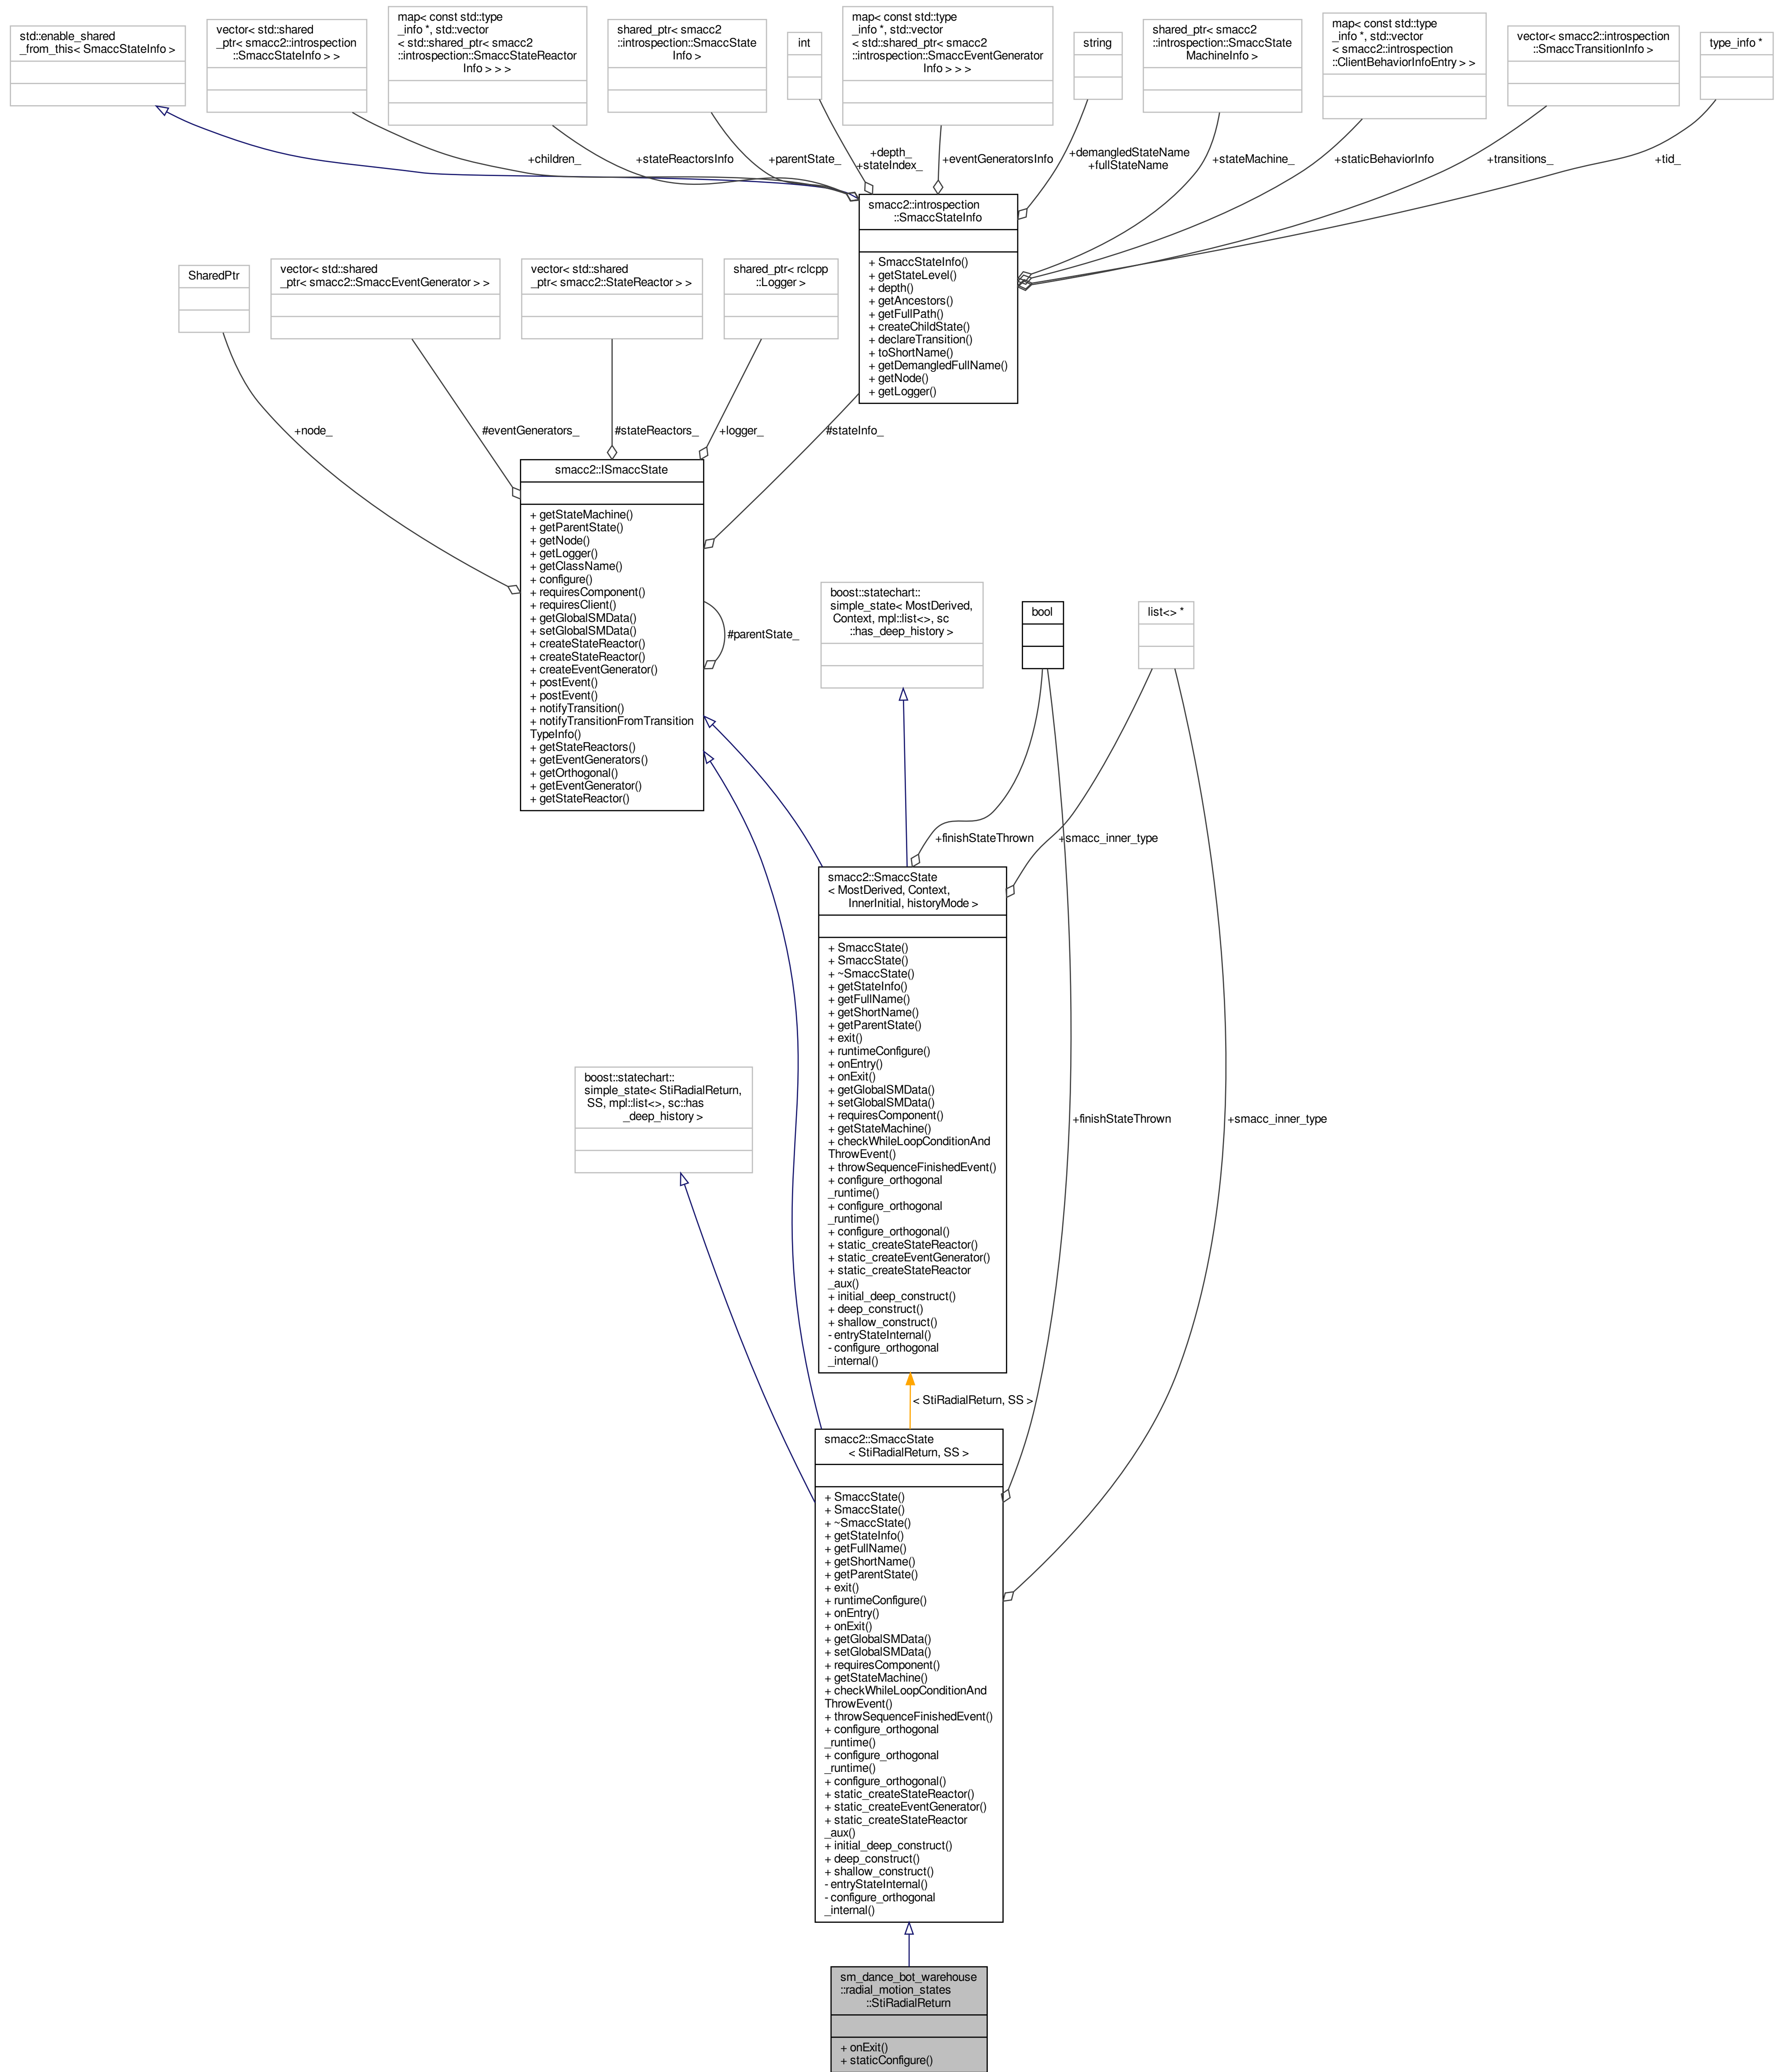 std::enable_shared
_from_this< SmaccStateInfo >
vector< std::shared
_ptr< smacc2::introspection
::SmaccStateInfo > >
map< const std::type
_info *, std::vector
< std::shared_ptr< smacc2
::introspection::SmaccStateReactor
Info > > >
shared_ptr< smacc2
::introspection::SmaccState
Info >
int
map< const std::type
_info *, std::vector
< std::shared_ptr< smacc2
::introspection::SmaccEventGenerator
Info > > >
string
shared_ptr< smacc2
::introspection::SmaccState
MachineInfo >
map< const std::type
_info *, std::vector
< smacc2::introspection
::ClientBehaviorInfoEntry > >
vector< smacc2::introspection
::SmaccTransitionInfo >
type_info *
+children_
+stateReactorsInfo
+parentState_
+depth_
+stateIndex_
+eventGeneratorsInfo
+demangledStateName
+fullStateName
+stateMachine_
+staticBehaviorInfo
+transitions_
+tid_
smacc2::introspection
::SmaccStateInfo
+ SmaccStateInfo()
+ getStateLevel()
+ depth()
+ getAncestors()
+ getFullPath()
+ createChildState()
+ declareTransition()
+ toShortName()
+ getDemangledFullName()
+ getNode()
+ getLogger()
SharedPtr
vector< std::shared
_ptr< smacc2::SmaccEventGenerator > >
vector< std::shared
_ptr< smacc2::StateReactor > >
shared_ptr< rclcpp
::Logger >
+node_
#eventGenerators_
#stateReactors_
+logger_
#stateInfo_
smacc2::ISmaccState
+ getStateMachine()
+ getParentState()
+ getNode()
+ getLogger()
+ getClassName()
+ configure()
+ requiresComponent()
+ requiresClient()
+ getGlobalSMData()
+ setGlobalSMData()
+ createStateReactor()
+ createStateReactor()
+ createEventGenerator()
+ postEvent()
+ postEvent()
+ notifyTransition()
+ notifyTransitionFromTransition
TypeInfo()
+ getStateReactors()
+ getEventGenerators()
+ getOrthogonal()
+ getEventGenerator()
+ getStateReactor()
#parentState_
boost::statechart::
simple_state< MostDerived,
Context, mpl::list<>, sc
::has_deep_history >
bool
list<> *
+finishStateThrown
+smacc_inner_type
smacc2::SmaccState
< MostDerived, Context,
InnerInitial, historyMode >
+ SmaccState()
+ SmaccState()
+ ~SmaccState()
+ getStateInfo()
+ getFullName()
+ getShortName()
+ getParentState()
+ exit()
+ runtimeConfigure()
+ onEntry()
+ onExit()
+ getGlobalSMData()
+ setGlobalSMData()
+ requiresComponent()
+ getStateMachine()
+ checkWhileLoopConditionAnd
ThrowEvent()
+ throwSequenceFinishedEvent()
+ configure_orthogonal
_runtime()
+ configure_orthogonal
_runtime()
+ configure_orthogonal()
+ static_createStateReactor()
+ static_createEventGenerator()
+ static_createStateReactor
_aux()
+ initial_deep_construct()
+ deep_construct()
+ shallow_construct()
- entryStateInternal()
- configure_orthogonal
_internal()
boost::statechart::
simple_state< StiRadialReturn,
SS, mpl::list<>, sc::has
_deep_history >
+finishStateThrown
+smacc_inner_type
< StiRadialReturn, SS >
smacc2::SmaccState
< StiRadialReturn, SS >
+ SmaccState()
+ SmaccState()
+ ~SmaccState()
+ getStateInfo()
+ getFullName()
+ getShortName()
+ getParentState()
+ exit()
+ runtimeConfigure()
+ onEntry()
+ onExit()
+ getGlobalSMData()
+ setGlobalSMData()
+ requiresComponent()
+ getStateMachine()
+ checkWhileLoopConditionAnd
ThrowEvent()
+ throwSequenceFinishedEvent()
+ configure_orthogonal
_runtime()
+ configure_orthogonal
_runtime()
+ configure_orthogonal()
+ static_createStateReactor()
+ static_createEventGenerator()
+ static_createStateReactor
_aux()
+ initial_deep_construct()
+ deep_construct()
+ shallow_construct()
- entryStateInternal()
- configure_orthogonal
_internal()
sm_dance_bot_warehouse
::radial_motion_states
::StiRadialReturn
+ onExit()
+ staticConfigure()